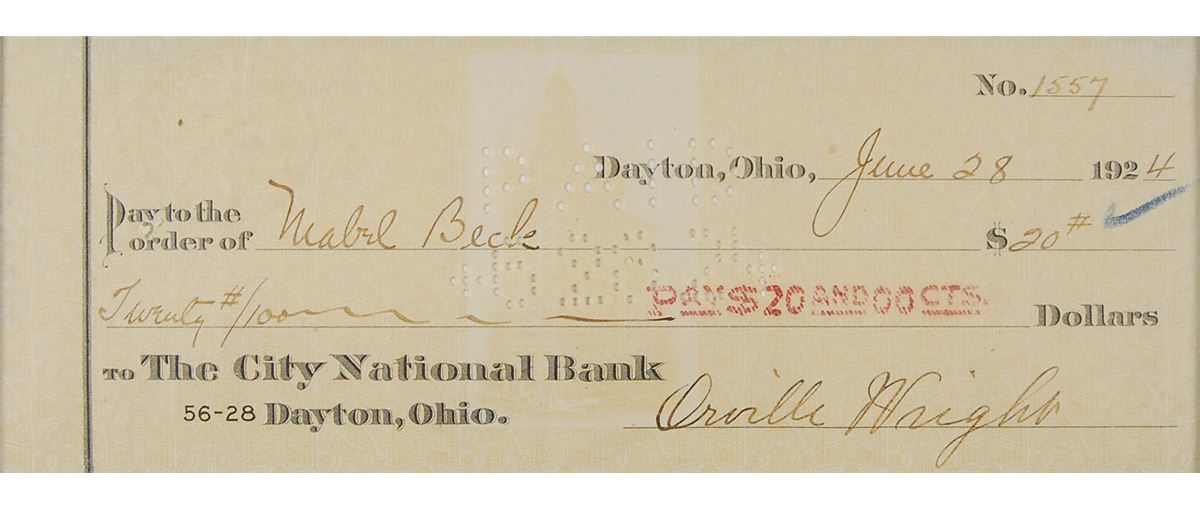 No. 1557
Dayton, Ohio, June 28 1924
Pay to the
order of Mabel Beck $ 20 #
Twenty #/100 PAY $20 AND 00 CTS. Dollars
TO The City National Bank
56-28 Dayton, Ohio.
Orville Wright